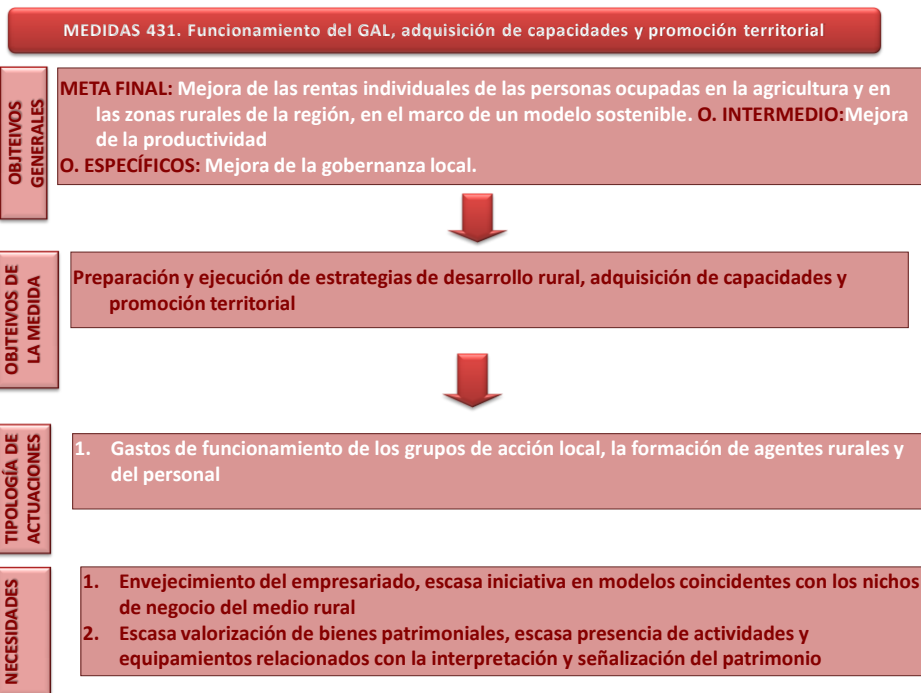 MEDIDAS 431. Funcionamiento del GAL, adquisición de capacidades y promoción territorial
OBJTEIVOS
GENERALES
META FINAL: Mejora de las rentas individuales de las personas ocupadas en la agricultura y en
las zonas rurales de la región, en el marco de un modelo sostenible. O. INTERMEDIO:Mejora
de la productividad
O. ESPECÍFICOS: Mejora de la gobernanza local.
OBJTEIVOS DE
LA MEDIDA
Preparación y ejecución de estrategias de desarrollo rural, adquisición de capacidades y
promoción territorial
TIPOLOGÍA DE
ACTUACIONES
1. Gastos de funcionamiento de los grupos de acción local, la formación de agentes rurales y
del personal
NECESIDADES
1. Envejecimiento del empresariado, escasa iniciativa en modelos coincidentes con los nichos
de negocio del medio rural
2. Escasa valorización de bienes patrimoniales, escasa presencia de actividades y
equipamientos relacionados con la interpretación y señalización del patrimonio